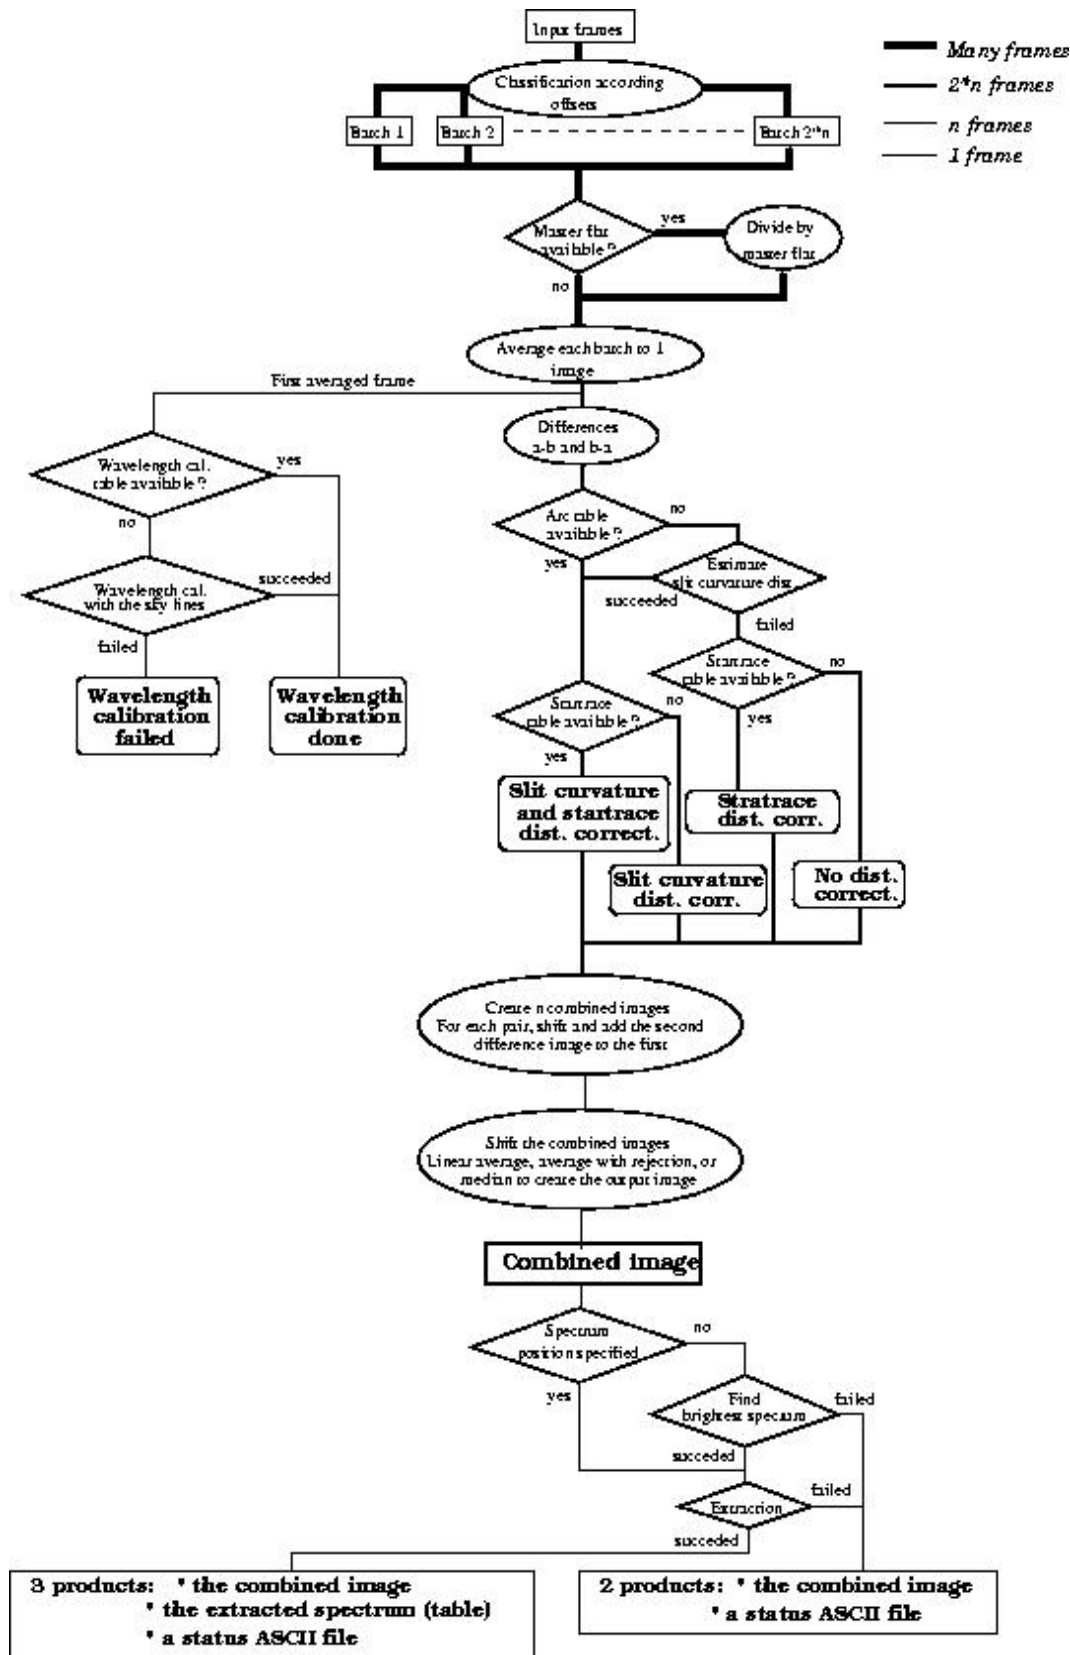 Input frames
Many frames
2*n frames
n frames
1 frame
Classification according
offsets
Batch 1
Batch 2
Batch 2*n
Master flat
available ?
yes
no
Divide by
master flat
Average each batch to 1
image
First averaged frame
Differences
a-b and b-a
Wavelength cal.
table available ?
yes
no
Arc table
available ?
no
yes
Estimate
slit curvature dist.
succeeded
failed
Wavelength cal.
with the sky lines
succeeded
failed
Startrace
table available ?
no
yes
Wavelength
calibration
failed
Wavelength
calibration
done
Startrace
table available ?
no
yes
Slit curvature
and startrace
dist. correct.
Stratrace
dist. corr.
Slit curvature
dist. corr.
No dist.
correct.
Create n combined images
For each pair, shift and add the second
difference image to the first
Shift the combined images
Linear average, average with rejection, or
median to create the output image
Combined image
Spectrum
position specified
no
yes
Find
brightest spectrum
failed
succeded
Extraction
failed
succeded
3 products: * the combined image
* the extracted spectrum (table)
* a status ASCII file
2 products: * the combined image
* a status ASCII file